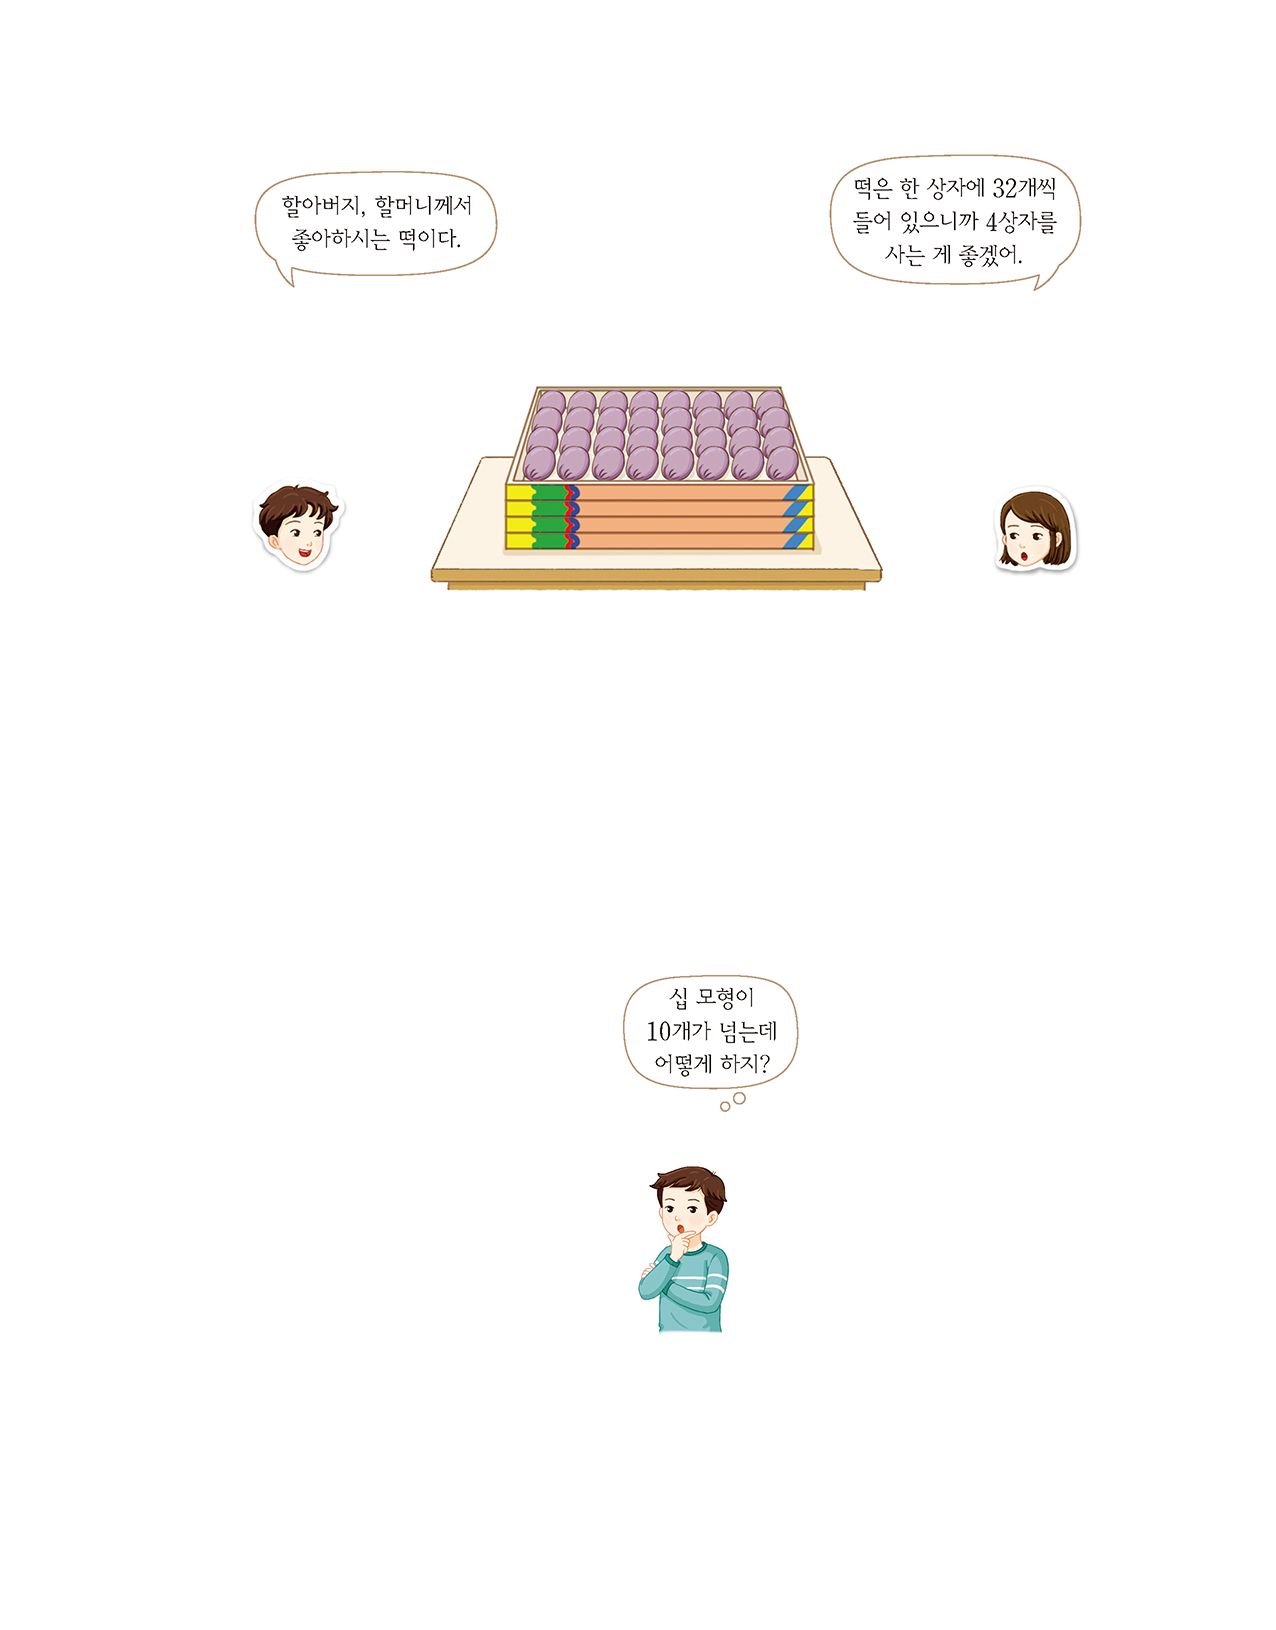 할아버지, 할머니께서
좋아하시는 떡이다.
떡은 한 상자에 32개씩
들어 있으니까 4상자를
사는 게 좋겠어.
십 모형이
10개가 넘는데
어떻게 하지?